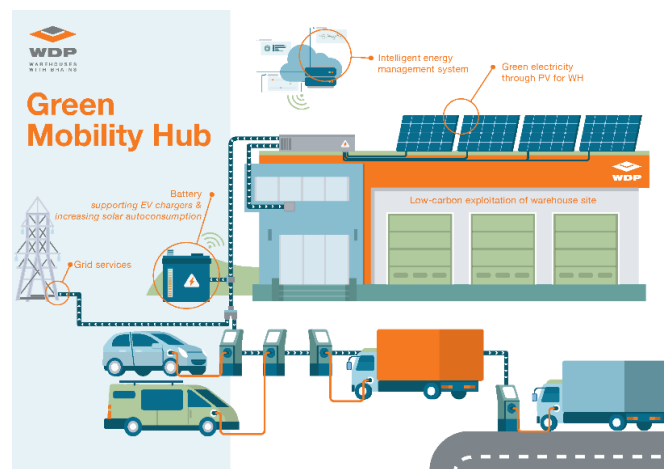 WDP
WAREHOUSES
WITH BRAINS
Green
Mobility Hub
Intelligent energy
management system
Green electricity
through PV for WH
WDP
Battery
supporting EV chargers &
increasing solar autoconsumption
Low-carbon exploitation of warehouse site
Grid services